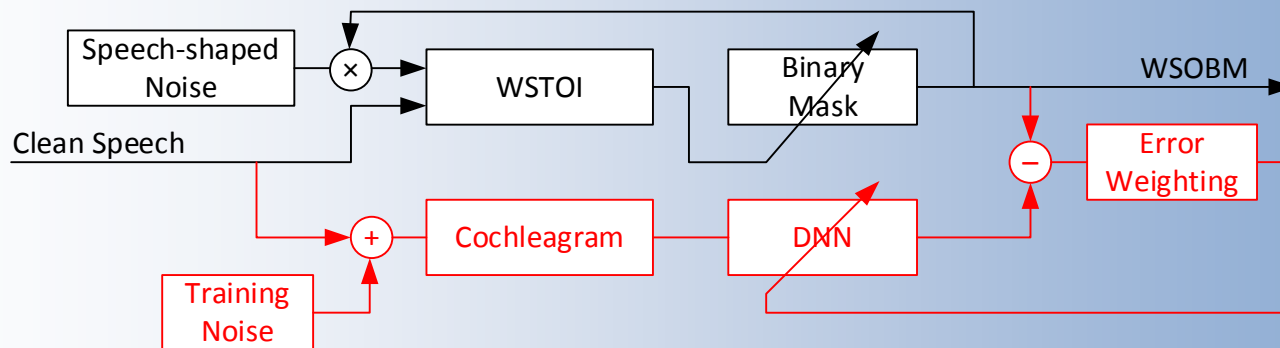 Speech-shaped
Noise
×
WSTOI
Binary
Mask
WSOBM
Clean Speech
−
Error
Weighting
+
Cochleagram
DNN
Training
Noise